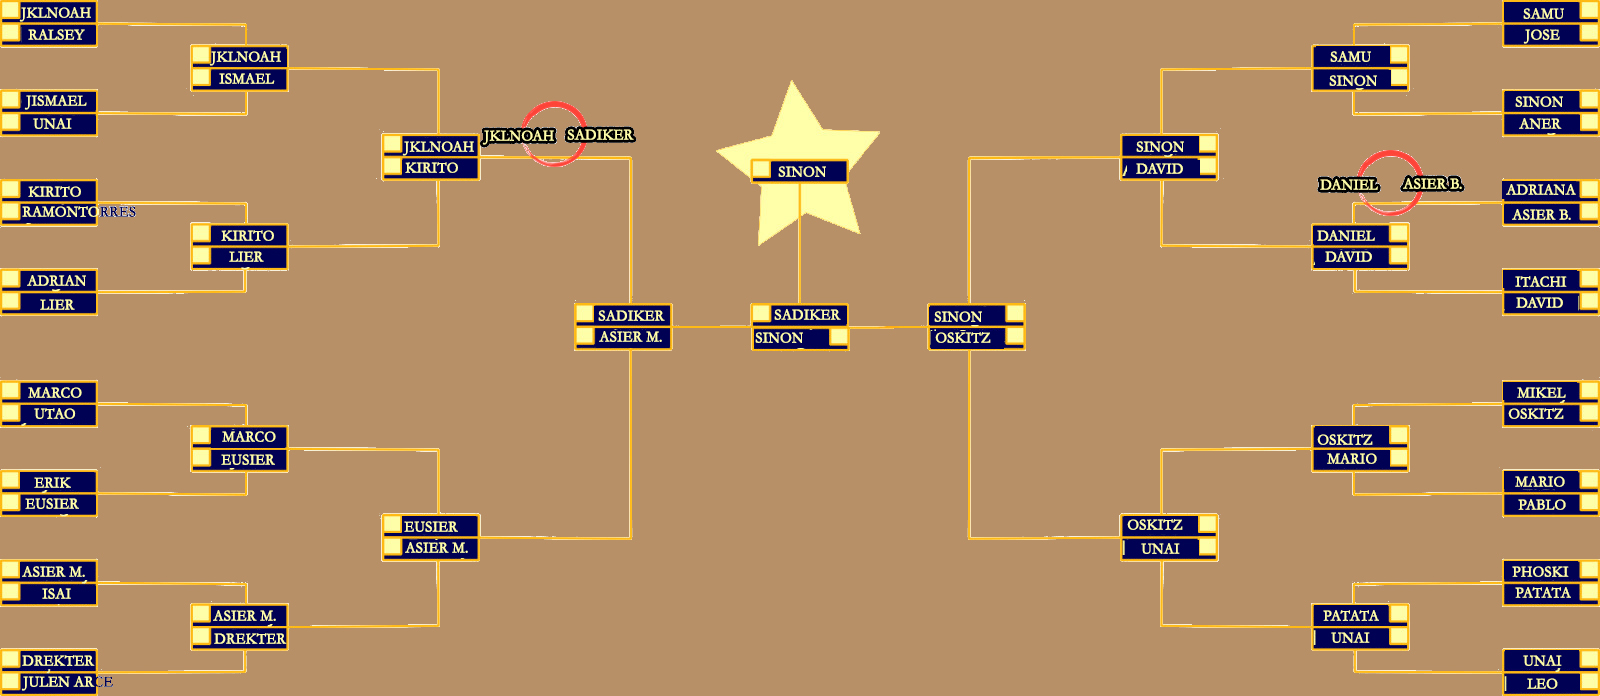 JKLNOAH
RALSEY
JKLNOAH
ISMAEL
JISMAEL
UNAI
JKLNOAH
KIRITO
JKLNOAH SADIKER
KIRITO
RAMONTORRES
KIRITO
LIER
ADRIAN
LIER
SADIKER
ASIER M.
MARCO
UTAO
MARCO
EUSIER
ERIK
EUSIER
EUSIER
ASIER M.
ASIER M.
ISAI
ASIER M.
DREKTER
DREKTER
JULEN ARCE
SINON
SADIKER
SINON
SINON
OSKITZ
SINON
DAVID
SAMU
SINON
SAMU
JOSE
SINON
ANER
DANIEL ASIER B.
DANIEL
DAVID
ADRIANA
ASIER B.
ITACHI
DAVID
OSKITZ
UNAI
OSKITZ
MARIO
MIKEL
OSKITZ
MARIO
PABLO
PATATA
UNAI
PHOSKI
PATATA
UNAI
LEO